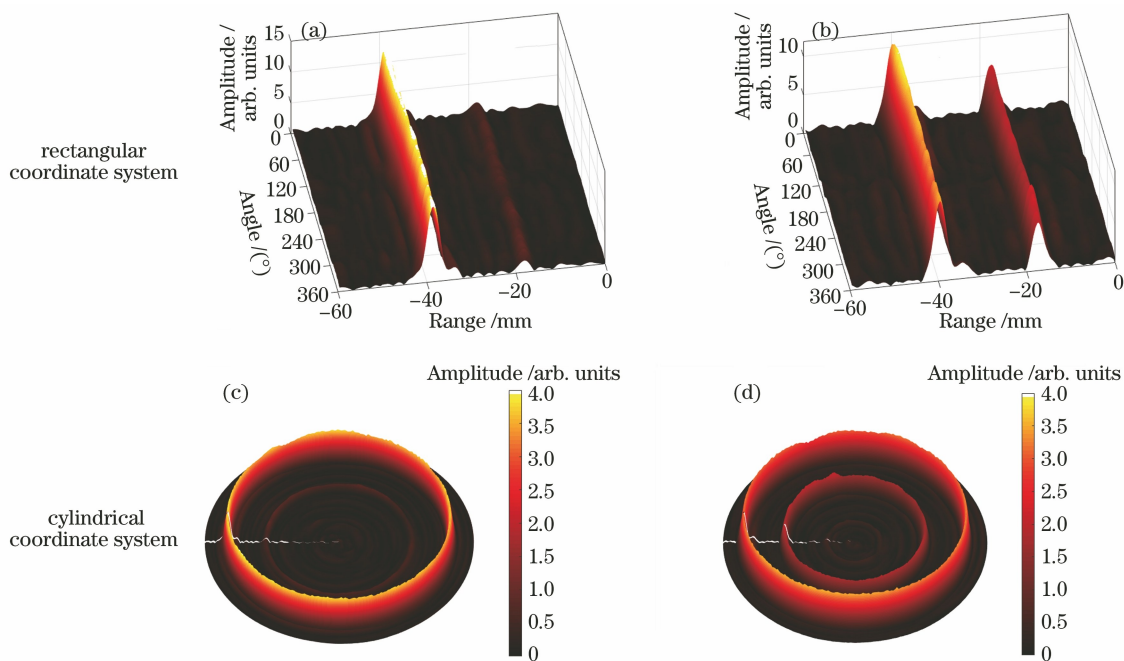 (a)
Amplitude /
arb. units
15
10
5
0
0
60
120
180
240
300
360
Angle /(°)
−60
−40
−20
0
Range /mm
(b)
Amplitude /
arb. units
10
5
0
0
60
120
180
240
300
360
Angle /(°)
−60
−40
−20
0
Range /mm
rectangular
coordinate system
(c)
Amplitude /arb. units
4.0
3.5
3.0
2.5
2.0
1.5
1.0
0.5
0
(d)
Amplitude /arb. units
4.0
3.5
3.0
2.5
2.0
1.5
1.0
0.5
0
cylindrical
coordinate system